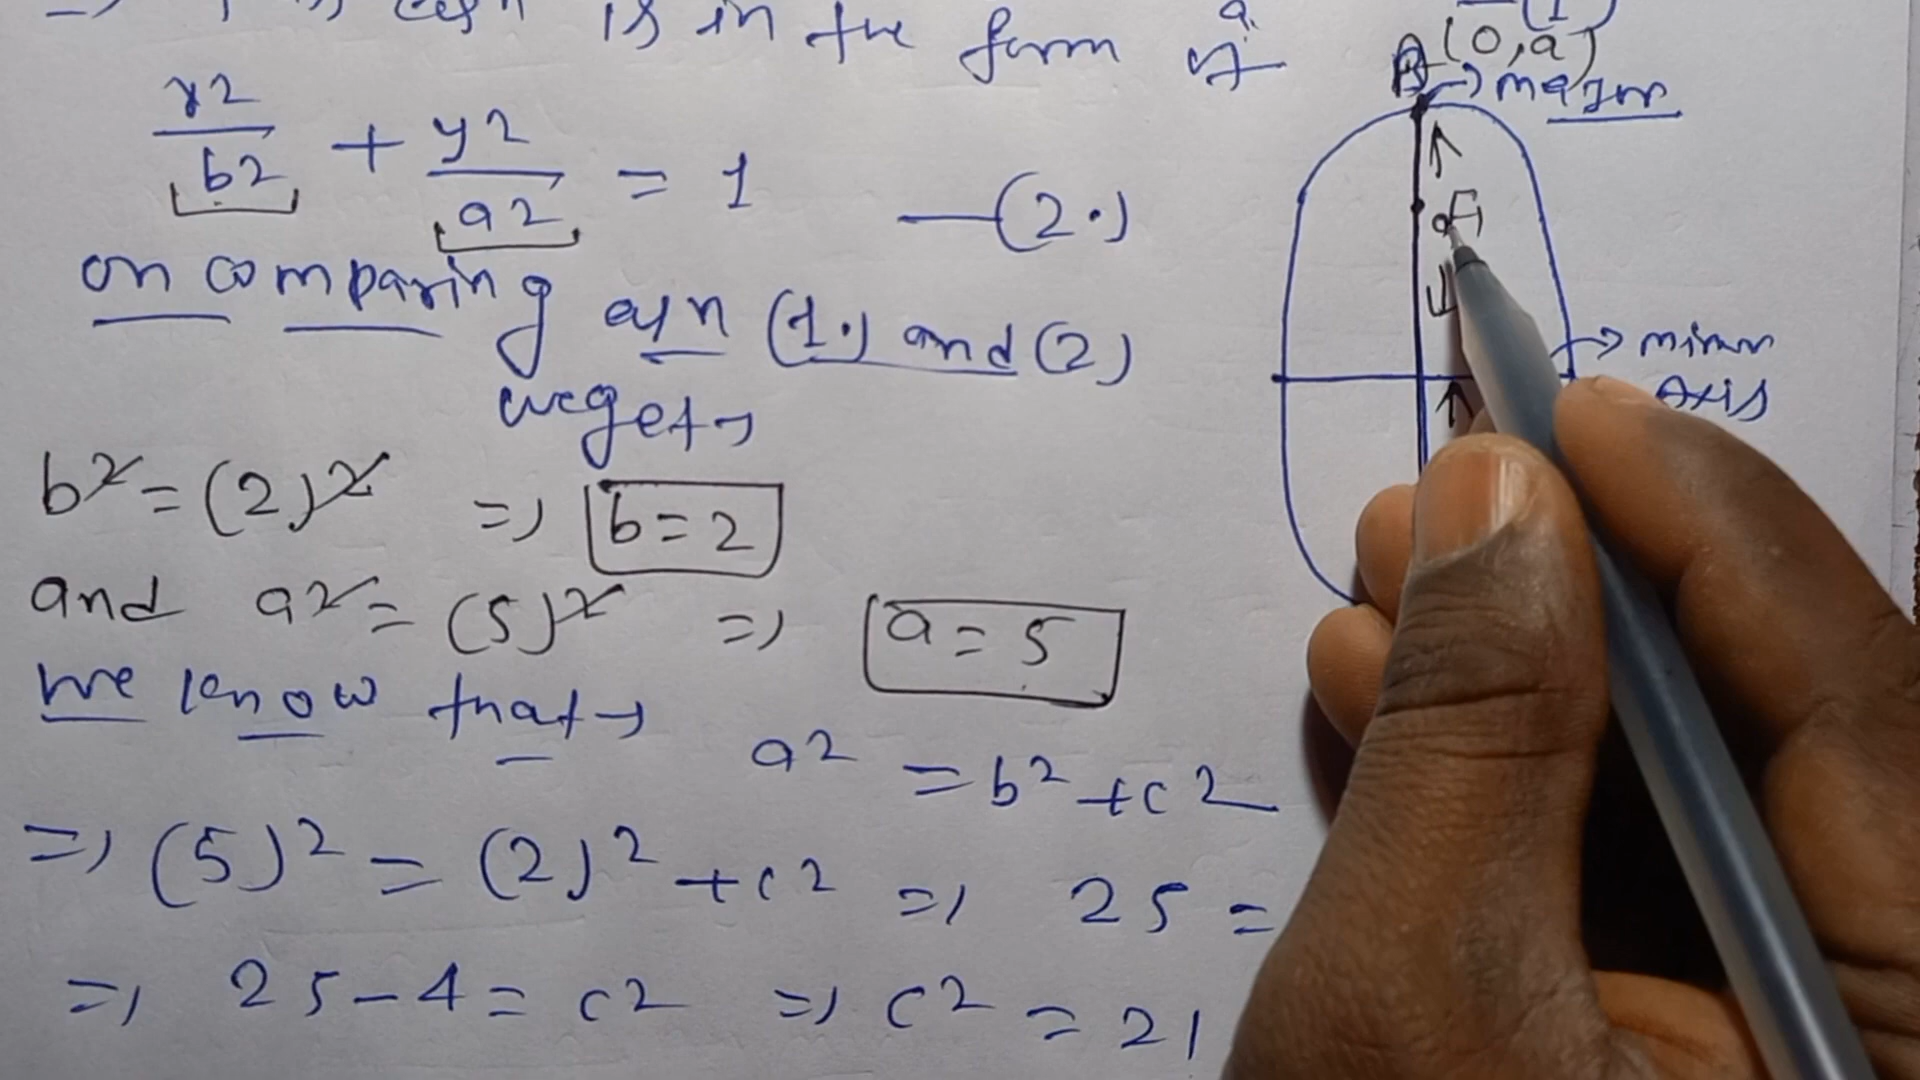 is in the form of
x2/b2 + y2/a2 = 1 —(2.)
on comparing eqn (1.) and (2)
we get →
b2 = (2)2 => b = 2
and a2 = (5)2 => a = 5
we know that → a2 = b2 + c2
=> (5)2 = (2)2 + c2 => 25 =
=> 25 - 4 = c2 => c2 = 21
(0,a)
→ major
a
→ minor
Axis